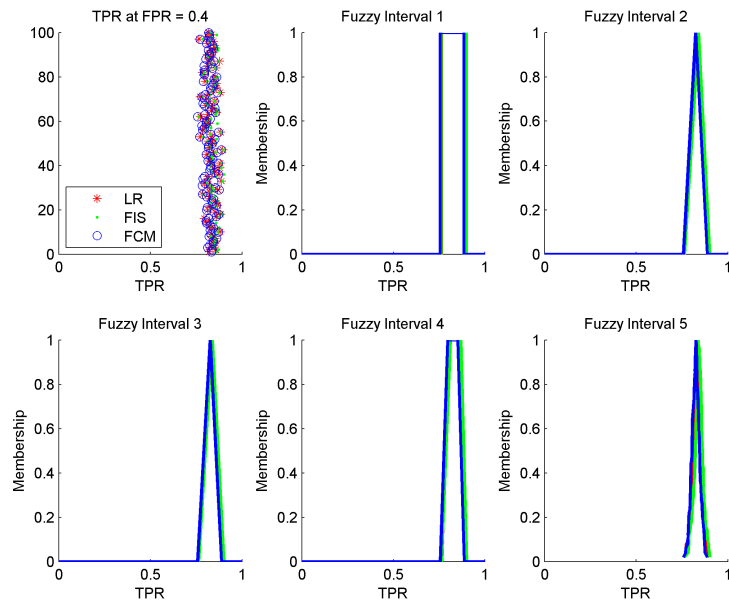 TPR at FPR = 0.4
100
80
60
40
20
0
0
0.5
1
TPR
LR
FIS
FCM
Fuzzy Interval 1
Membership
1
0.8
0.6
0.4
0.2
0
0
0.5
1
TPR
Fuzzy Interval 2
Membership
1
0.8
0.6
0.4
0.2
0
0
0.5
1
TPR
Fuzzy Interval 3
Membership
1
0.8
0.6
0.4
0.2
0
0
0.5
1
TPR
Fuzzy Interval 4
Membership
1
0.8
0.6
0.4
0.2
0
0
0.5
1
TPR
Fuzzy Interval 5
Membership
1
0.8
0.6
0.4
0.2
0
0
0.5
1
TPR